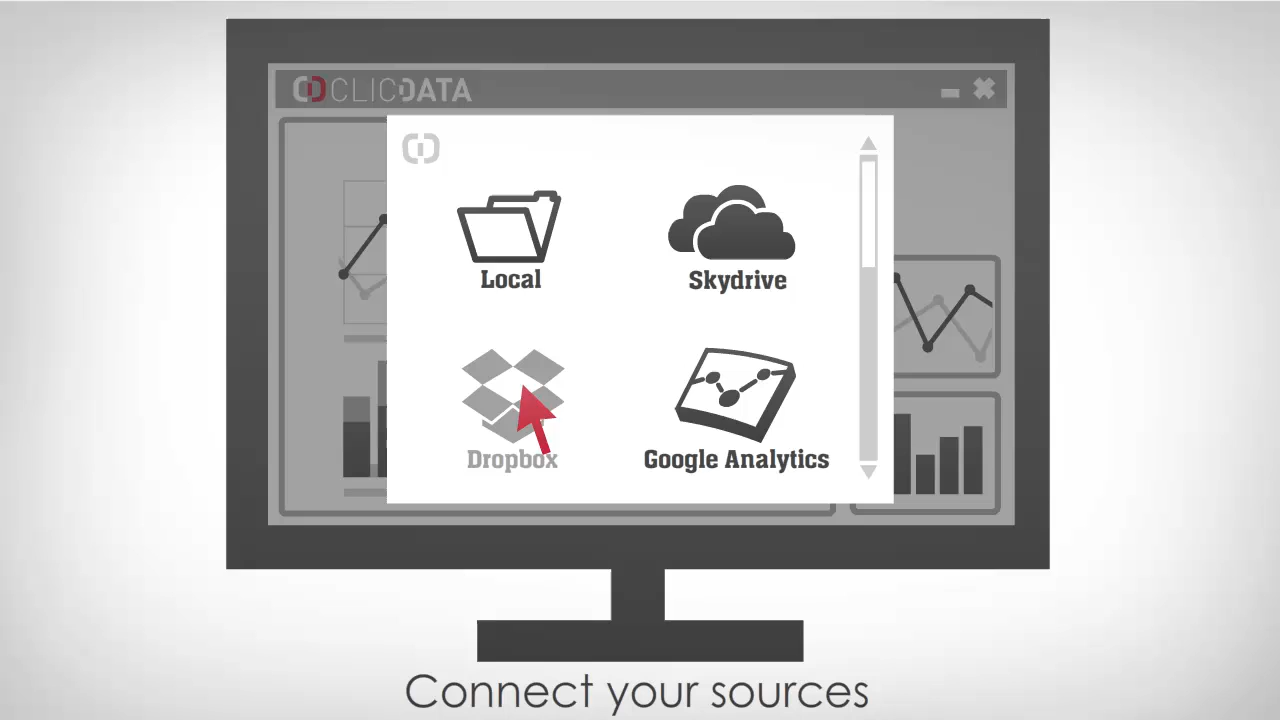 CLICDATA
Local
Skydrive
Dropbox
Google Analytics
Connect your sources